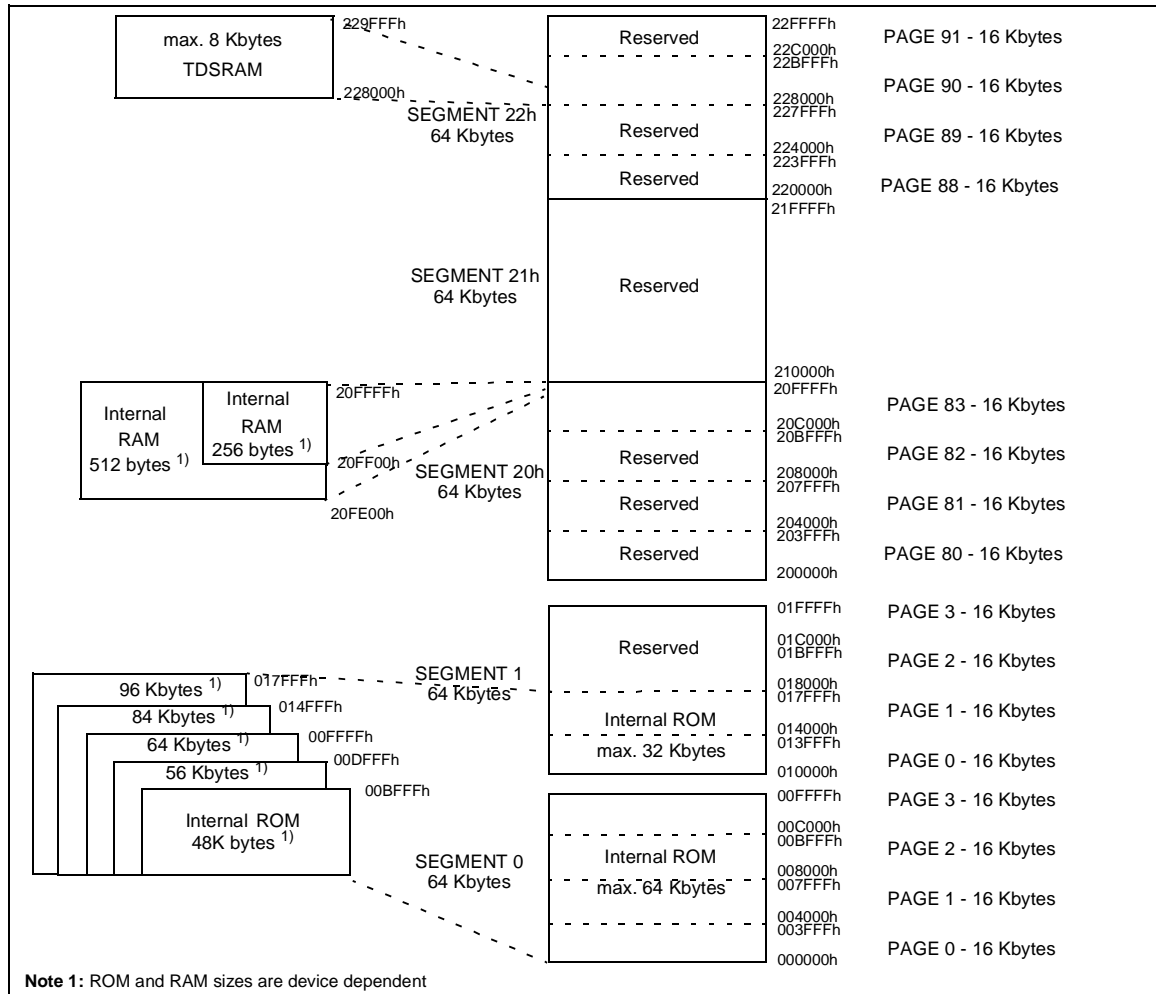 max. 8 Kbytes
TDSRAM
229FFFh
228000h
SEGMENT 22h
64 Kbytes
Reserved
Reserved
Reserved
22FFFFh
22C000h
22BFFFh
228000h
227FFFh
224000h
223FFFh
220000h
21FFFFh
PAGE 91 - 16 Kbytes
PAGE 90 - 16 Kbytes
PAGE 89 - 16 Kbytes
PAGE 88 - 16 Kbytes
SEGMENT 21h
64 Kbytes
Reserved
210000h
20FFFFh
Internal
RAM
512 bytes 1)
Internal
RAM
256 bytes 1)
20FFFFh
20FF00h
20FE00h
SEGMENT 20h
64 Kbytes
Reserved
Reserved
Reserved
20C000h
20BFFFh
208000h
207FFFh
204000h
203FFFh
200000h
PAGE 83 - 16 Kbytes
PAGE 82 - 16 Kbytes
PAGE 81 - 16 Kbytes
PAGE 80 - 16 Kbytes
96 Kbytes 1)
84 Kbytes 1)
64 Kbytes 1)
56 Kbytes 1)
Internal ROM
48K bytes 1)
017FFFh
014FFFh
00FFFFh
00DFFFh
00BFFFh
SEGMENT 1
64 Kbytes
Reserved
Internal ROM
max. 32 Kbytes
01FFFFh
01C000h
01BFFFh
018000h
017FFFh
014000h
013FFFh
010000h
PAGE 3 - 16 Kbytes
PAGE 2 - 16 Kbytes
PAGE 1 - 16 Kbytes
PAGE 0 - 16 Kbytes
SEGMENT 0
64 Kbytes
Internal ROM
max. 64 Kbytes
00FFFFh
00C000h
00BFFFh
008000h
007FFFh
004000h
003FFFh
000000h
PAGE 3 - 16 Kbytes
PAGE 2 - 16 Kbytes
PAGE 1 - 16 Kbytes
PAGE 0 - 16 Kbytes
Note 1: ROM and RAM sizes are device dependent